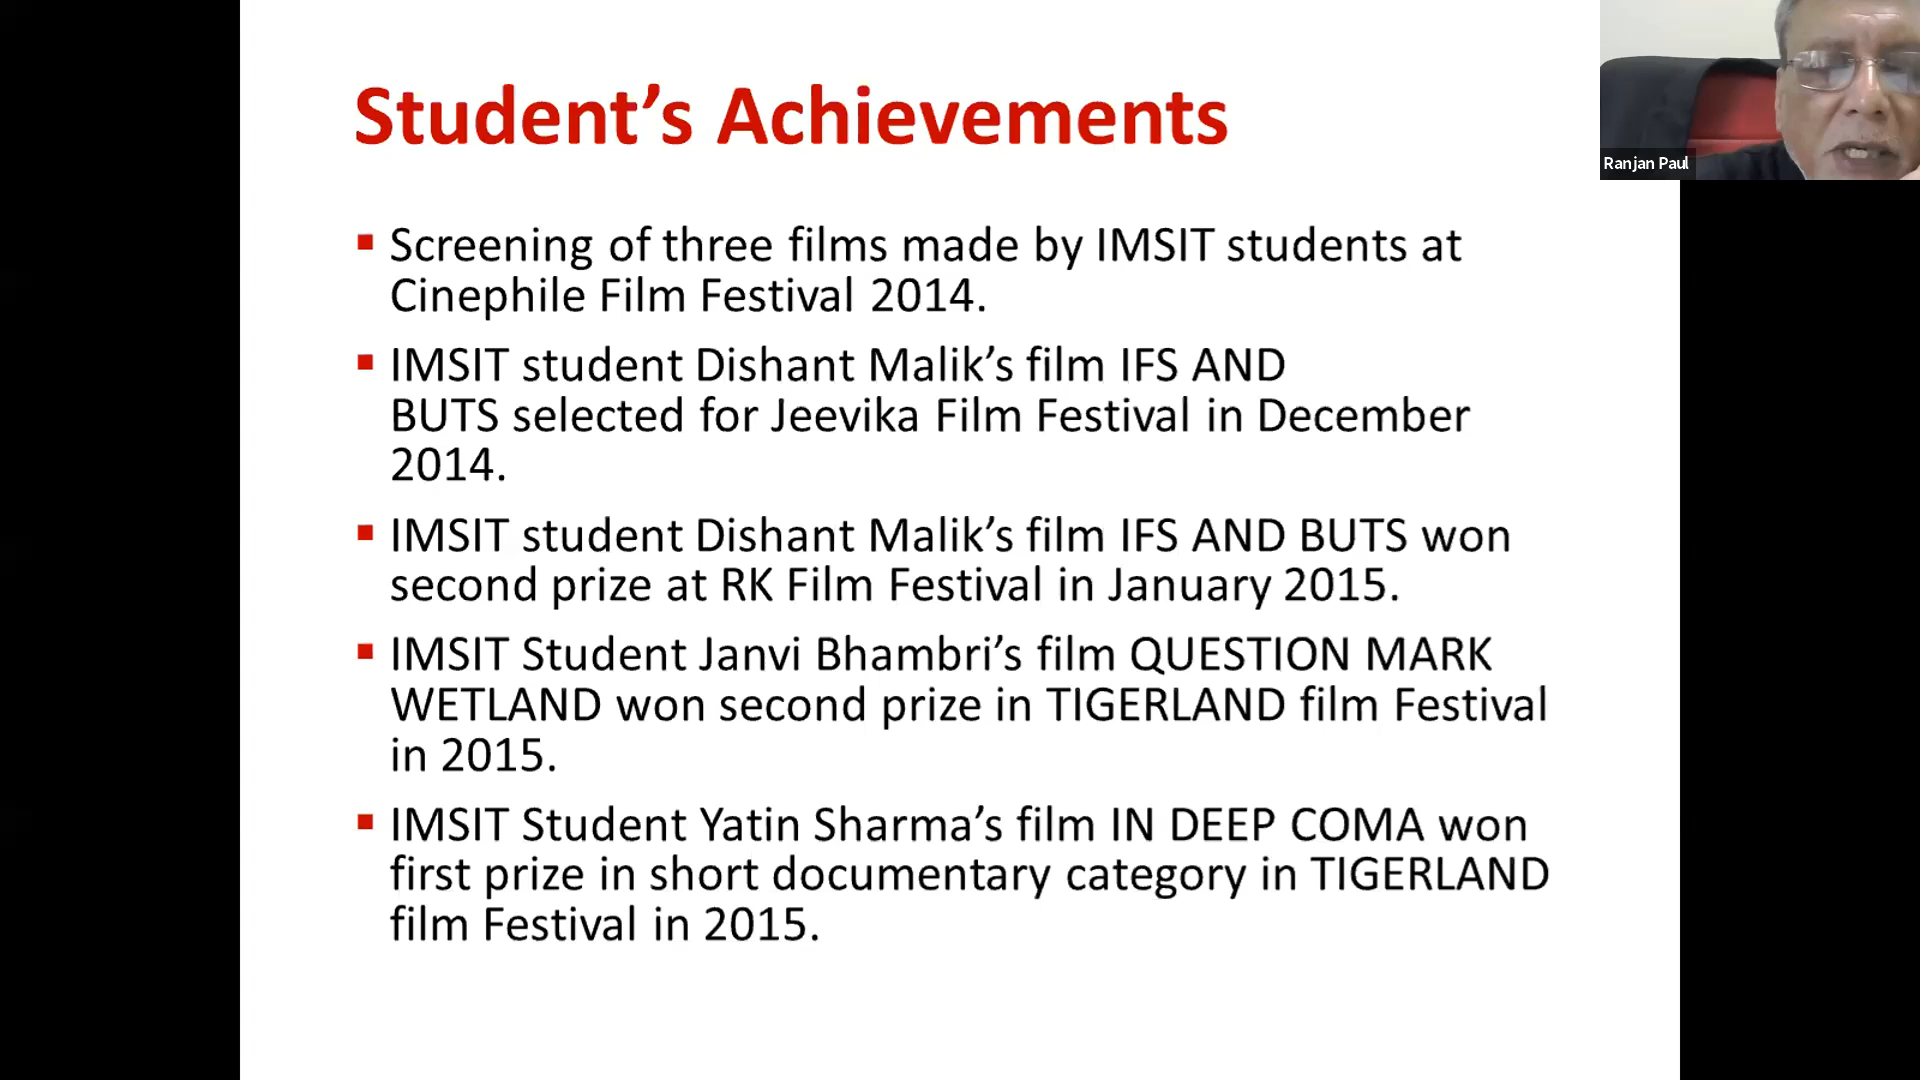 Student’s Achievements
Ranjan Paul
▪ Screening of three films made by IMSIT students at
Cinephile Film Festival 2014.
▪ IMSIT student Dishant Malik’s film IFS AND
BUTS selected for Jeevika Film Festival in December
2014.
▪ IMSIT student Dishant Malik’s film IFS AND BUTS won
second prize at RK Film Festival in January 2015.
▪ IMSIT Student Janvi Bhambri’s film QUESTION MARK
WETLAND won second prize in TIGERLAND film Festival
in 2015.
▪ IMSIT Student Yatin Sharma’s film IN DEEP COMA won
first prize in short documentary category in TIGERLAND
film Festival in 2015.